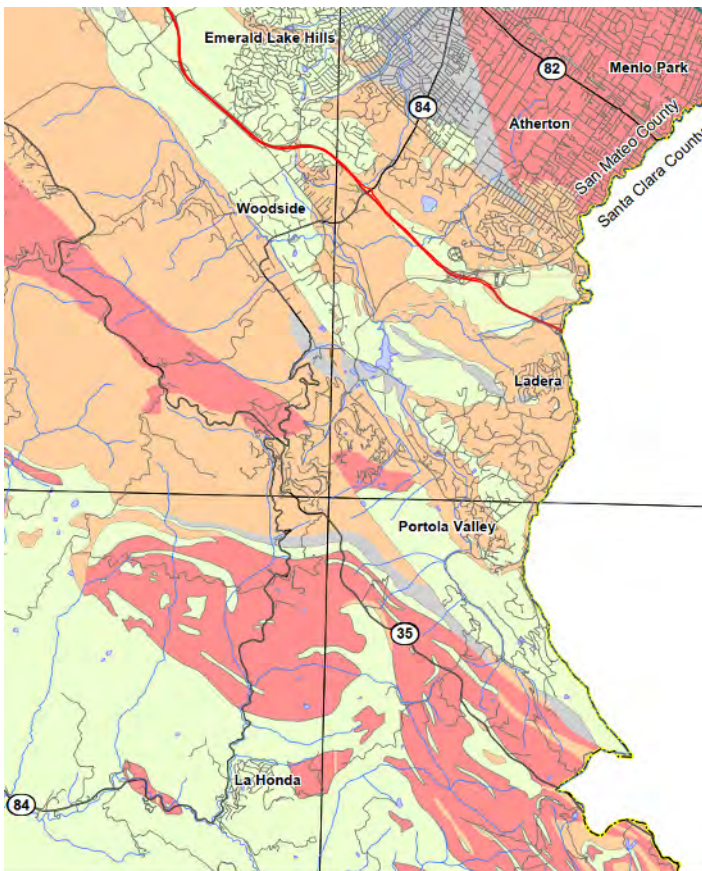 Emerald Lake Hills
82
Menlo Park
84
Atherton
San Mateo County
Santa Clara County
Woodside
Ladera
Portola Valley
35
La Honda
84